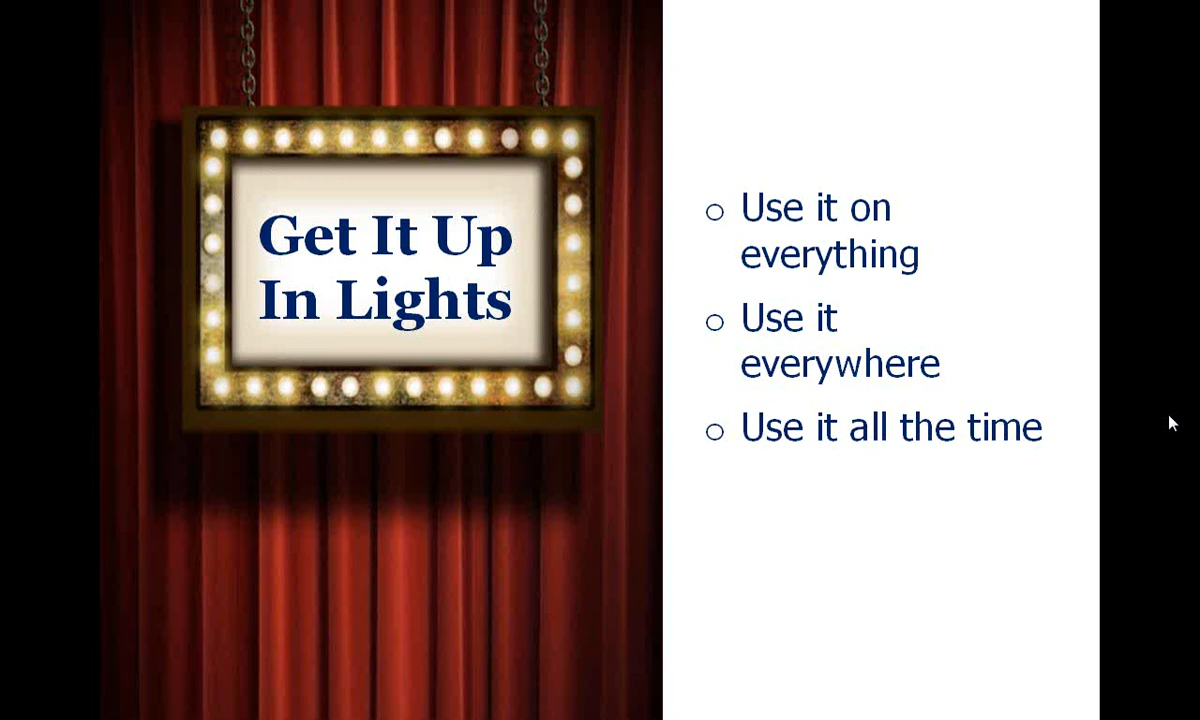 Get It Up
In Lights
Use it on
everything
Use it
everywhere
Use it all the time